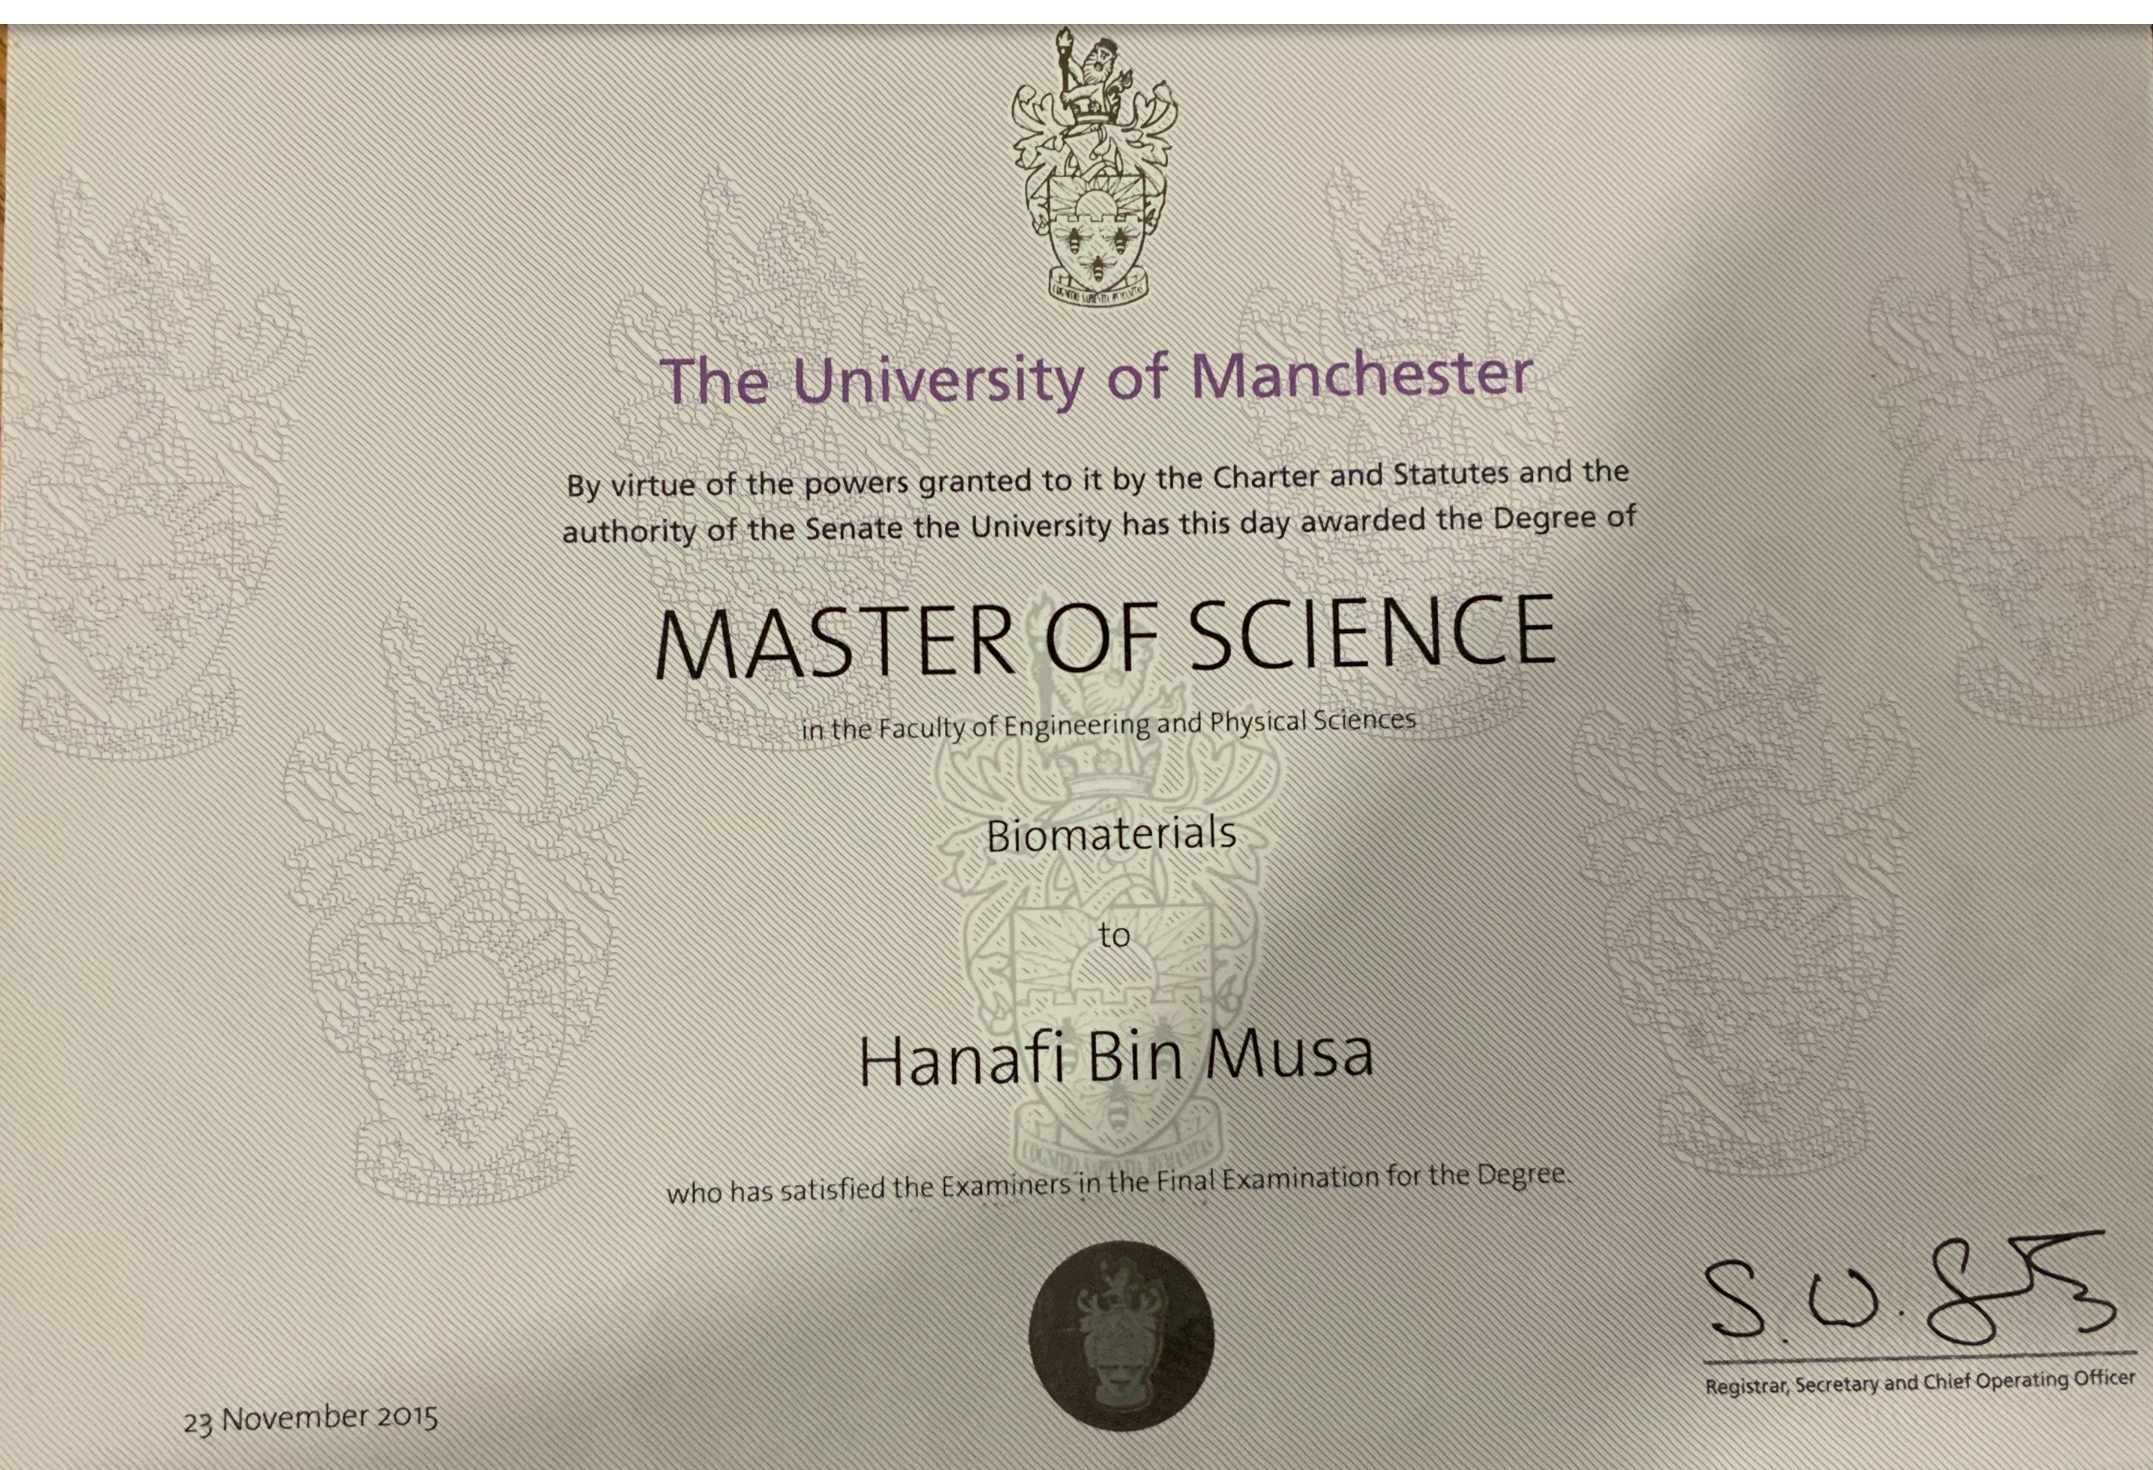 The University of Manchester
By virtue of the powers granted to it by the Charter and Statutes and the
authority of the Senate the University has this day awarded the Degree of
MASTER OF SCIENCE
in the Faculty of Engineering and Physical Sciences
Biomaterials
to
Hanafi Bin Musa
who has satisfied the Examiners in the Final Examination for the Degree.
S. W.
Registrar, Secretary and Chief Operating Officer
23 November 2015